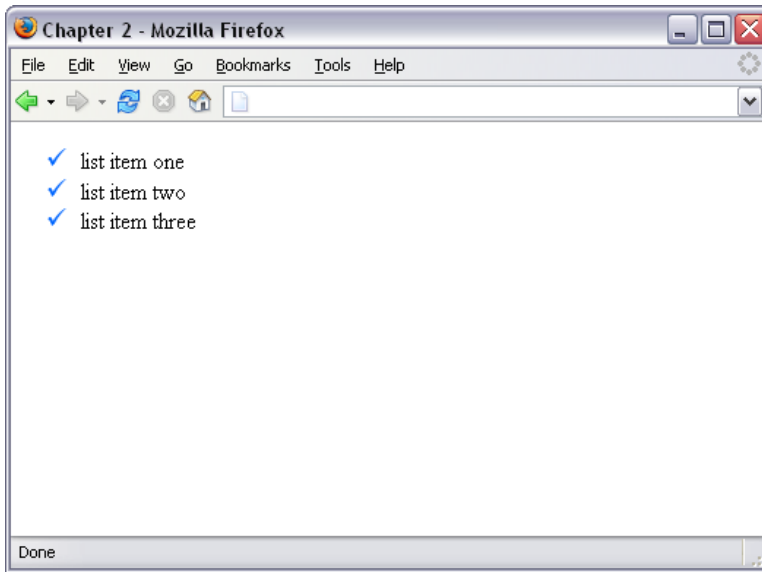 Chapter 2 - Mozilla Firefox
File Edit View Go Bookmarks Tools Help
list item one
list item two
list item three
Done